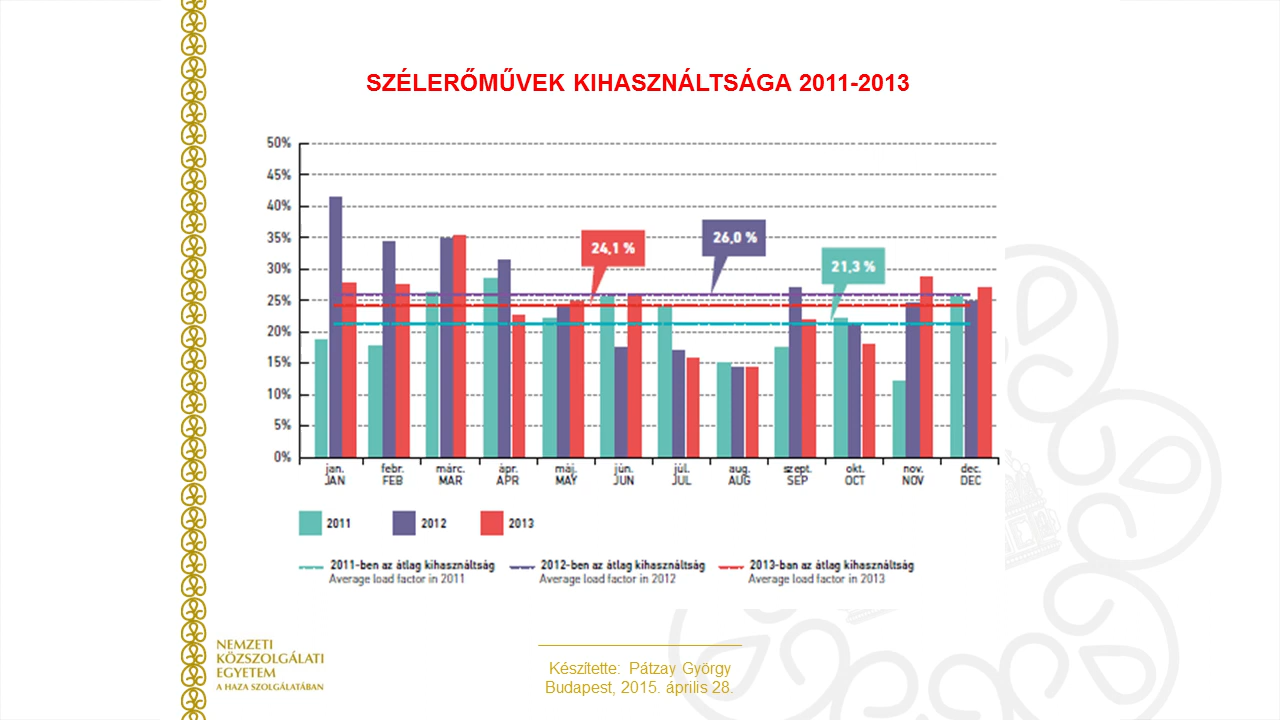 SZÉLERŐMŰVEK KIHASZNÁLTSÁGA 2011-2013
50%
45%
40%
35%
30%
25%
20%
15%
10%
5%
0%
24,1 %
26,0 %
21,3 %
jan. febr. márc. ápr. máj. jún. júl. aug. szept. okt. nov. dec.
JAN FEB MAR APR MAY JUN JUL AUG SEP OCT NOV DEC
2011 2012 2013
2011-ben az átlag kihasználtság 2012-ben az átlag kihasználtság 2013-ban az átlag kihasználtság
Average load factor in 2011 Average load factor in 2012 Average load factor in 2013
NEMZETI
KÖZSZOLGÁLATI
EGYETEM
A HAZA SZOLGÁLATÁBAN
Készítette: Pátzay György
Budapest, 2015. április 28.